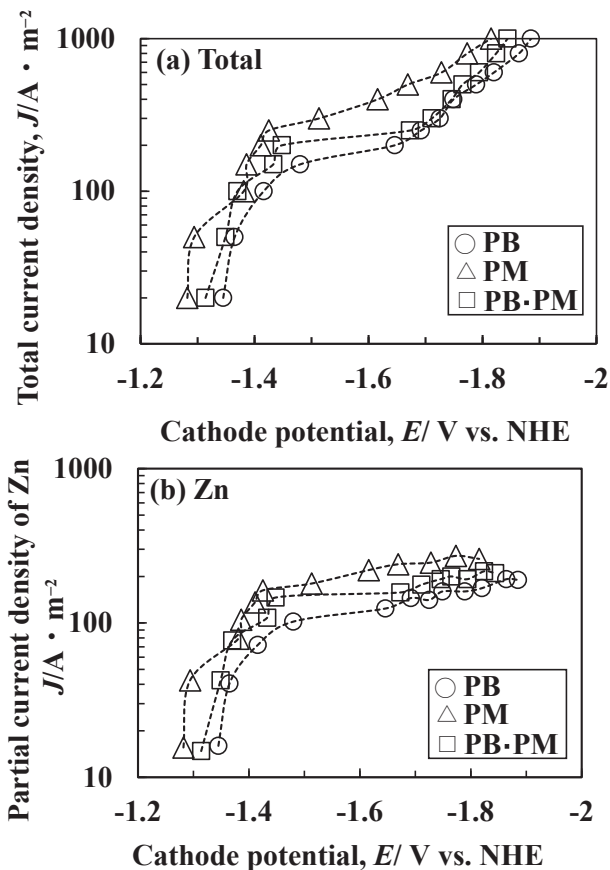 (a) Total
Total current density, J/A・m⁻²
1000
100
10
○ PB
△ PM
□ PB・PM
-1.2 -1.4 -1.6 -1.8 -2
Cathode potential, E/ V vs. NHE
(b) Zn
Partial current density of Zn
J/A・m⁻²
1000
100
10
○ PB
△ PM
□ PB・PM
-1.2 -1.4 -1.6 -1.8 -2
Cathode potential, E/ V vs. NHE